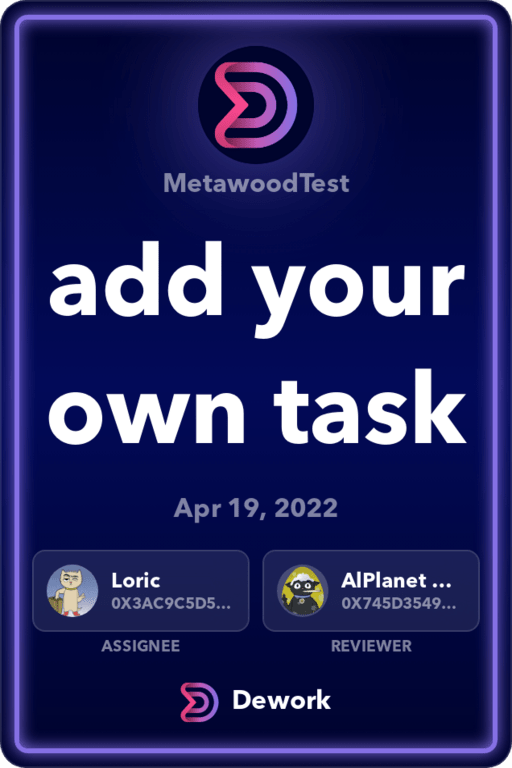 MetawoodTest
add your
own task
Apr 19, 2022
Loric
0X3AC9C5D5...
ASSIGNEE
AlPlanet ...
0X745D3549...
REVIEWER
Dework